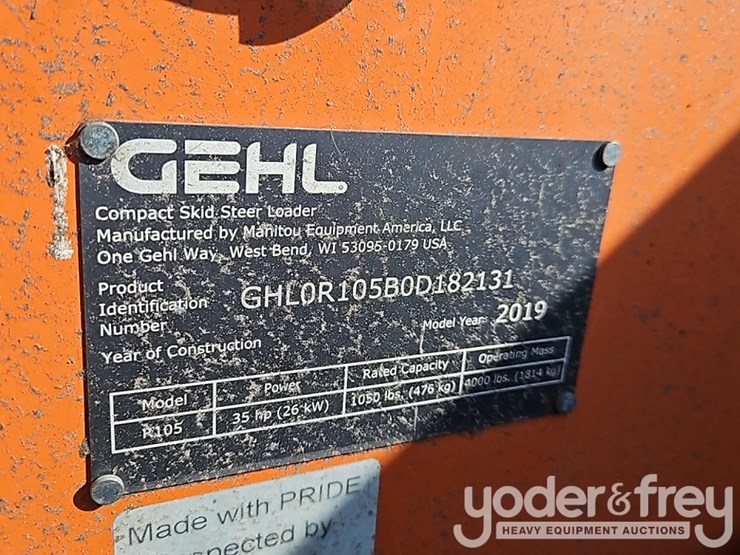 GEHL
Compact Skid Steer Loader
Manufactured by Manitou Equipment America, LLC
One Gehl Way, West Bend, WI 53095-0179 USA
Product
Identification GHL0R105B0D182131
Number
Model Year 2019
Year of Construction
Model Power Rated Capacity Operating Mass
R105 35 hp (26 kW) 1050 lbs. (476 kg) 4000 lbs. (1814 kg)
Made with PRIDE
nspected by
yoder&frey
HEAVY EQUIPMENT AUCTIONS